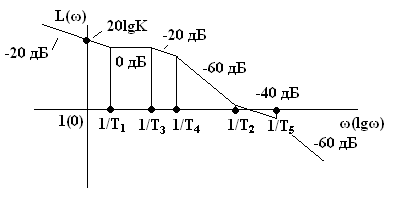 L(ω)
20lgK
-20 дБ
-20 дБ
0 дБ
-60 дБ
-40 дБ
1(0)
1/T1
1/T3
1/T4
1/T2
1/T5
ω(lgω)
-60 дБ